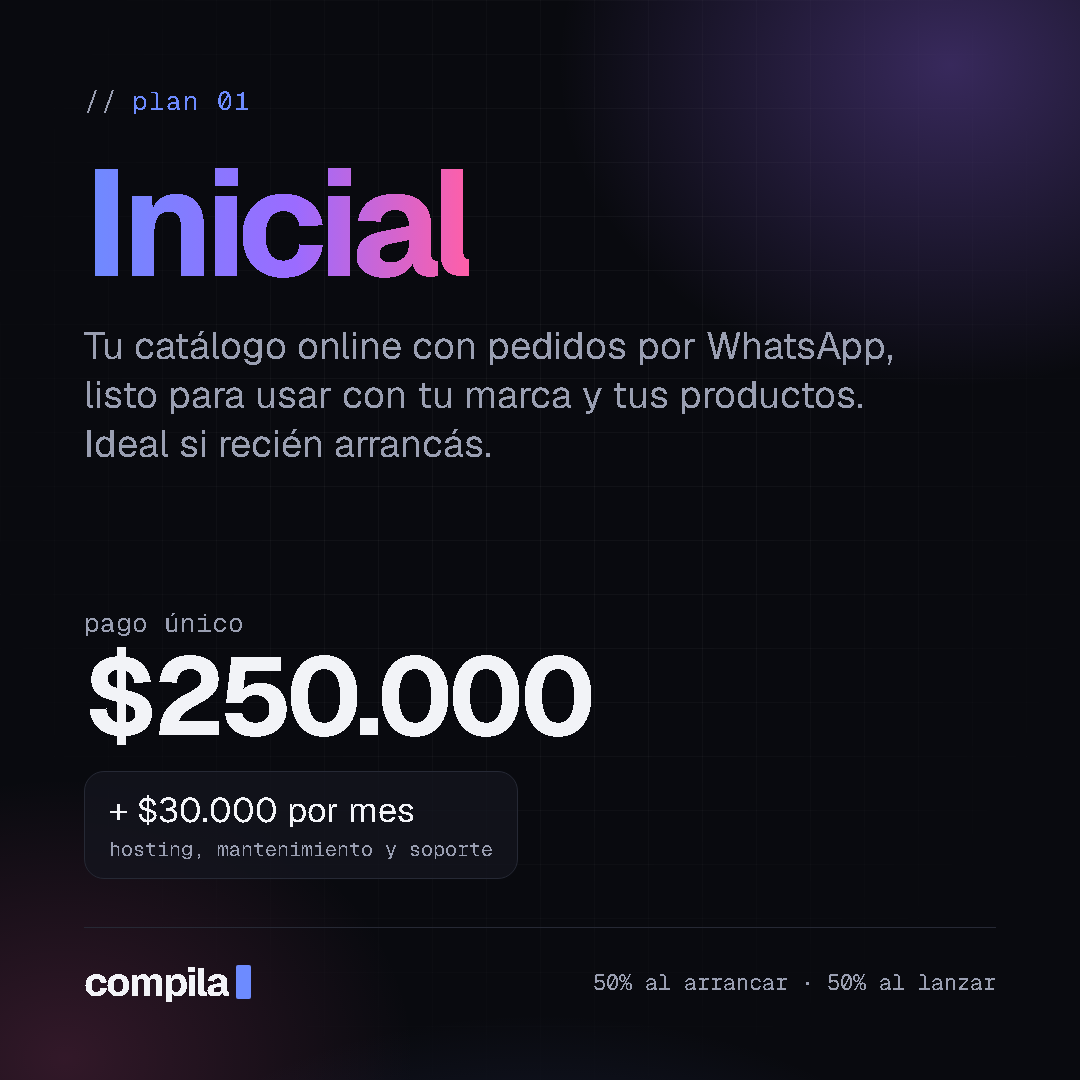 // plan 01
Inicial
Tu catálogo online con pedidos por WhatsApp,
listo para usar con tu marca y tus productos.
Ideal si recién arrancás.
pago único
$250.000
+ $30.000 por mes
hosting, mantenimiento y soporte
compila
50% al arrancar · 50% al lanzar